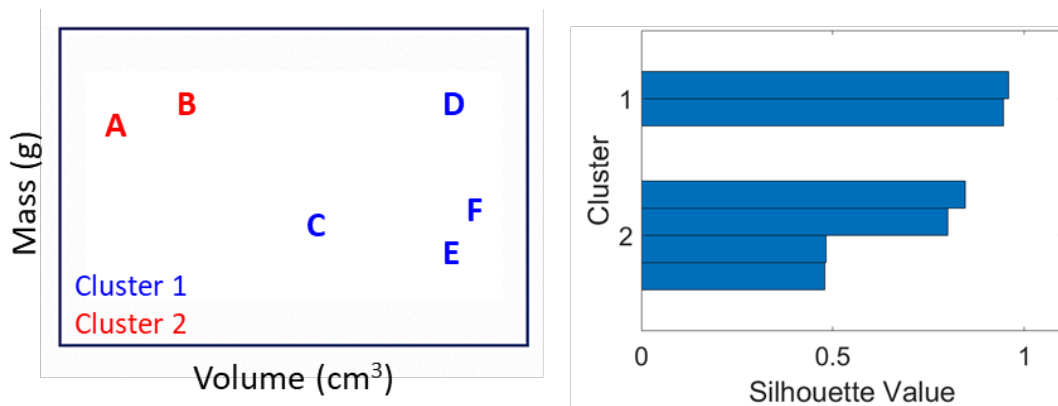 A
B
D
C
F
E
Mass (g)
Cluster 1
Cluster 2
Volume (cm³)
1
2
Cluster
0
0.5
1
Silhouette Value